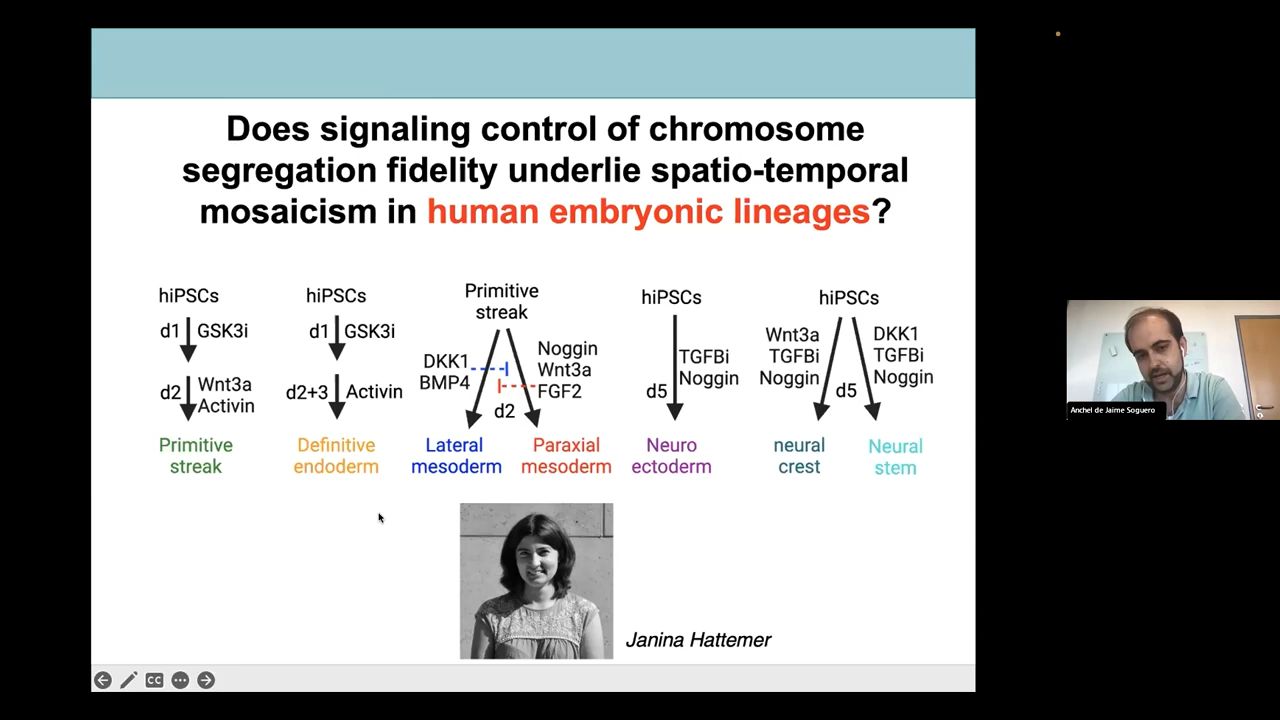 Does signaling control of chromosome
segregation fidelity underlie spatio-temporal
mosaicism in human embryonic lineages?
hiPSCs
d1 GSK3i
d2 Wnt3a
Activin
Primitive
streak
hiPSCs
d1 GSK3i
d2+3 Activin
Definitive
endoderm
Primitive
streak
DKK1
BMP4
Noggin
Wnt3a
FGF2
d2
Lateral
mesoderm
Paraxial
mesoderm
hiPSCs
TGFBi
Noggin
d5
Neuro
ectoderm
hiPSCs
Wnt3a
TGFBi
Noggin
DKK1
TGFBi
Noggin
d5
neural
crest
Neural
stem
Janina Hattemer
CC
Anchel de Jaime Soguero